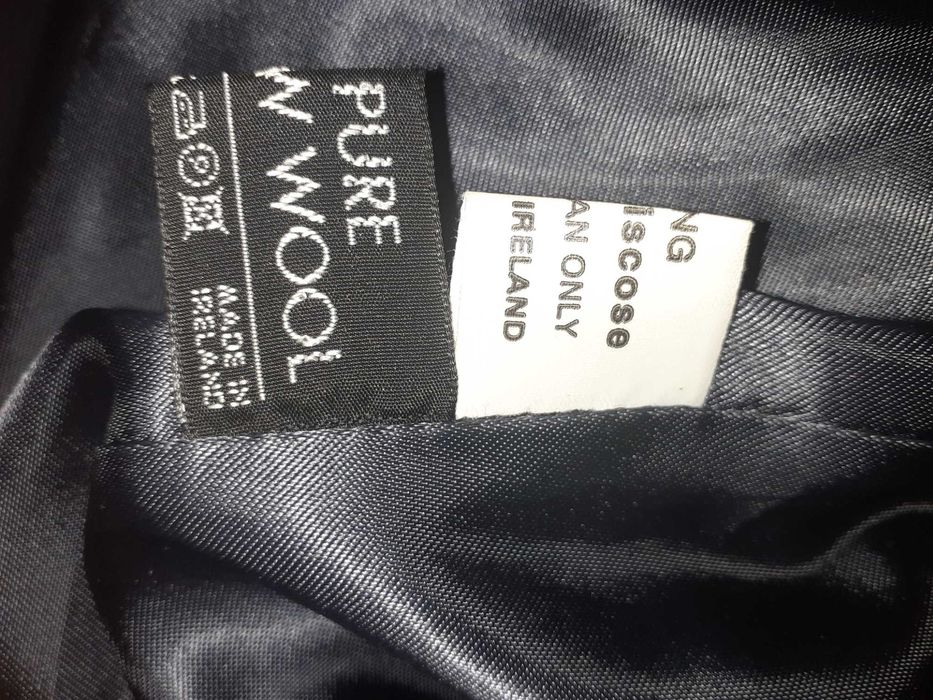 NG
iscose
AN ONLY
IRELAND
PURE
W WOOL
P
MADE IN
IRELAND